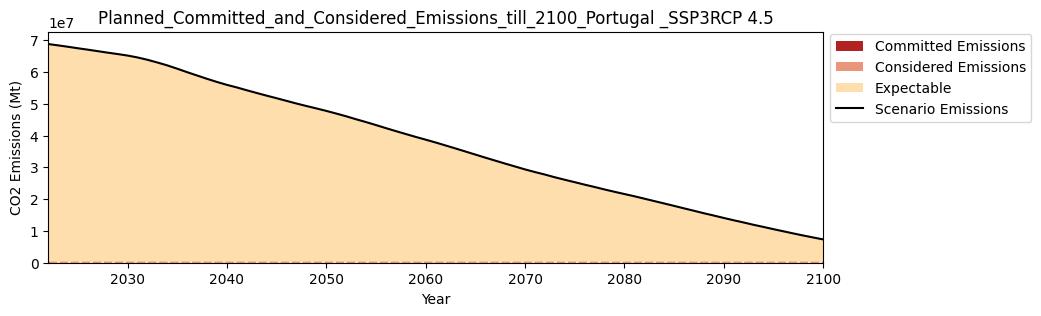 Planned_Committed_and_Considered_Emissions_till_2100_Portugal _SSP3RCP 4.5
1e7
7
6
5
4
3
2
1
0
CO2 Emissions (Mt)
2030 2040 2050 2060 2070 2080 2090 2100
Year
Committed Emissions
Considered Emissions
Expectable
Scenario Emissions